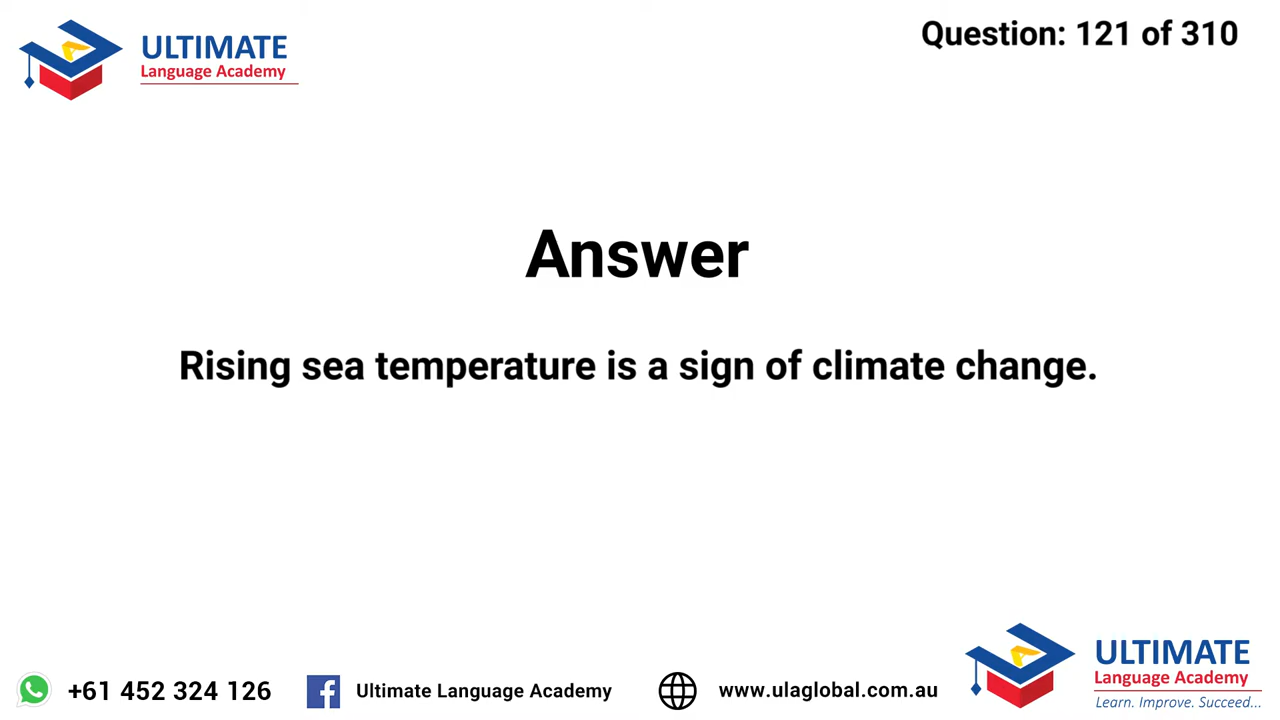 ULTIMATE
Language Academy
Question: 121 of 310
Answer
Rising sea temperature is a sign of climate change.
+61 452 324 126
Ultimate Language Academy
www.ulaglobal.com.au
ULTIMATE
Language Academy
Learn. Improve. Succeed...